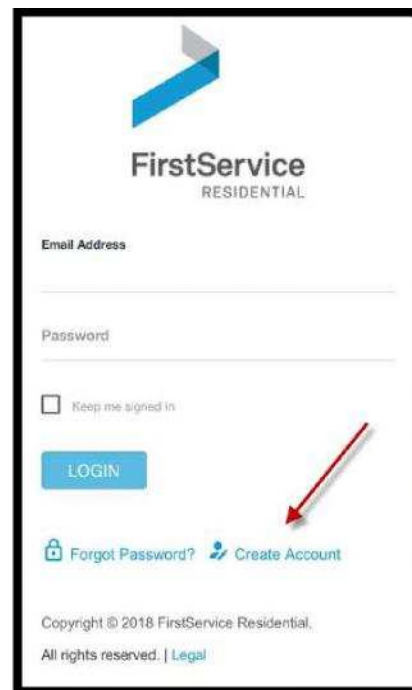 FirstService
RESIDENTIAL
Email Address
Password
Keep me signed in
LOGIN
Forgot Password? Create Account
Copyright © 2018 FirstService Residential.
All rights reserved. | Legal